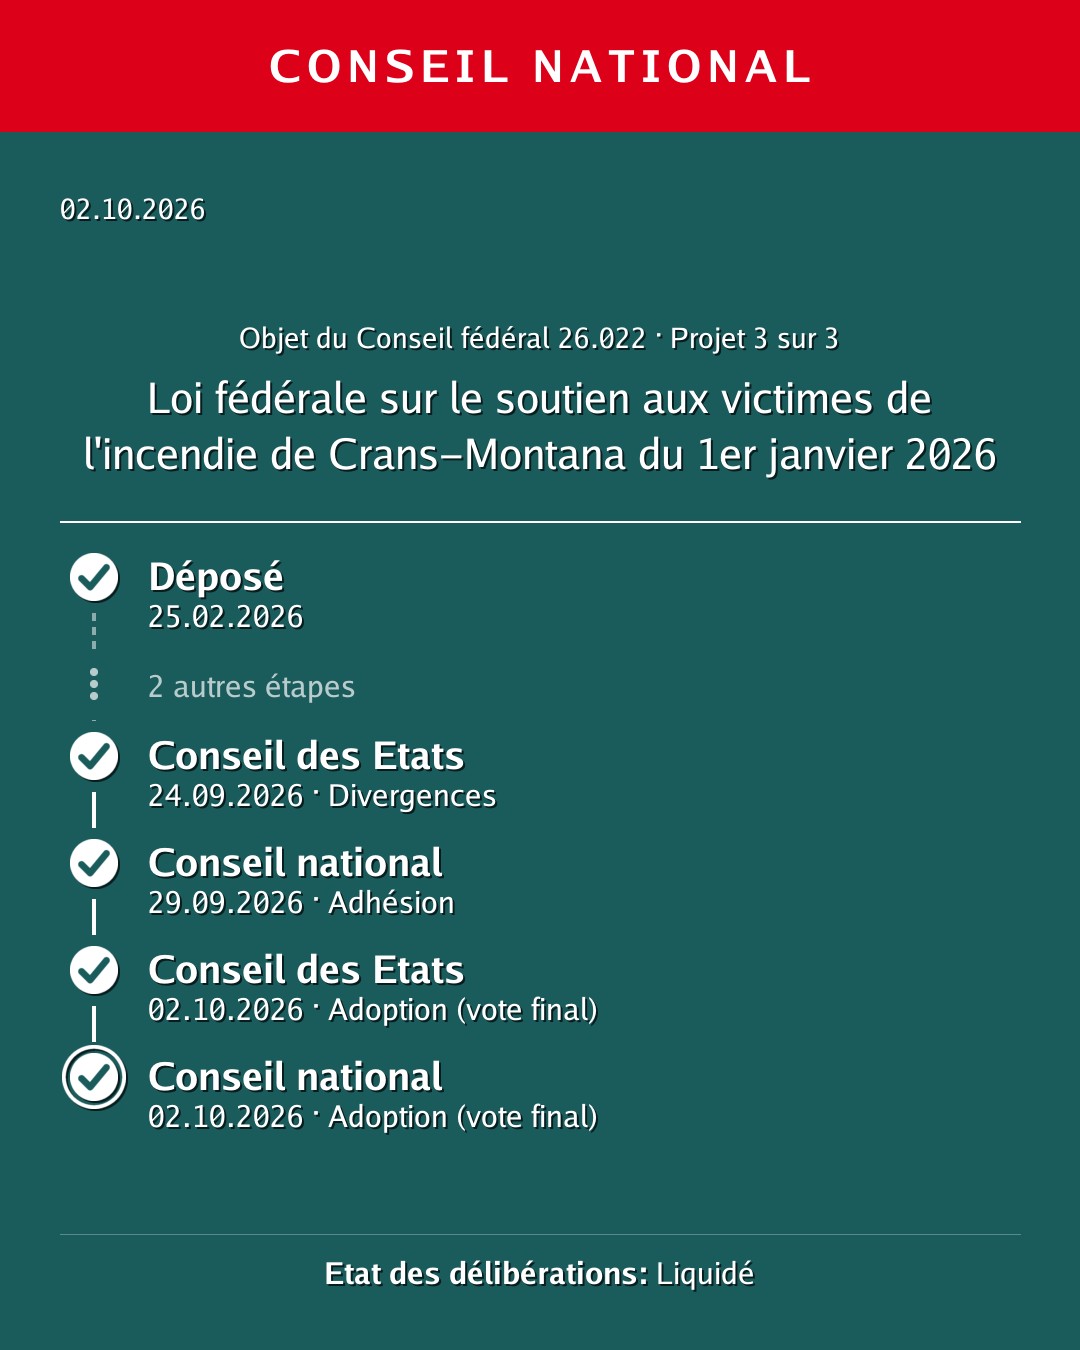 CONSEIL NATIONAL
02.10.2026
Objet du Conseil fédéral 26.022 · Projet 3 sur 3
Loi fédérale sur le soutien aux victimes de
l'incendie de Crans–Montana du 1er janvier 2026
Déposé
25.02.2026
2 autres étapes
Conseil des Etats
24.09.2026 · Divergences
Conseil national
29.09.2026 · Adhésion
Conseil des Etats
02.10.2026 · Adoption (vote final)
Conseil national
02.10.2026 · Adoption (vote final)
Etat des délibérations: Liquidé